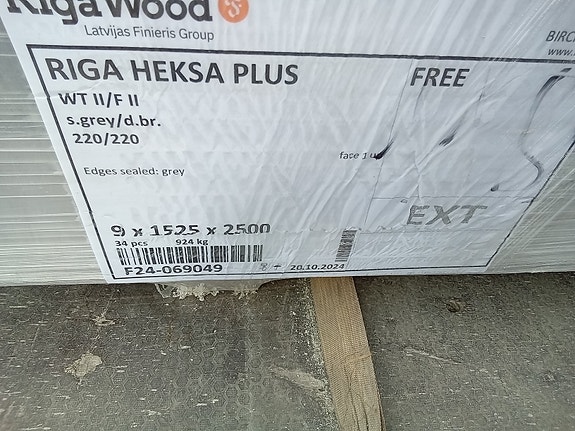 RigaWood
Latvijas Finieris Group
BIRC
www.
RIGA HEKSA PLUS
FREE
WT II/F II
s.grey/d.br.
220/220
face 1 u
Edges sealed: grey
EXT
9 x 1525 x 2500
34 pcs 924 kg
F24-069049
20.10.2024